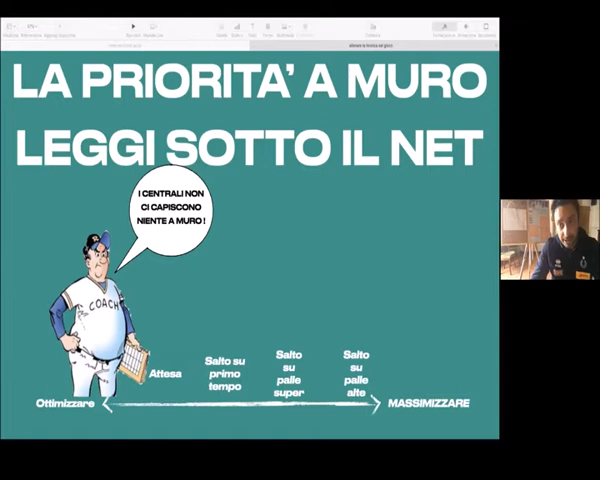 LA PRIORITA' A MURO
LEGGI SOTTO IL NET
I CENTRALI NON
CI CAPISCONO
NIENTE A MURO !
COACH
Attesa
Salto su
primo
tempo
Salto
su
palle
super
Salto
su
palle
alte
Ottimizzare
MASSIMIZZARE